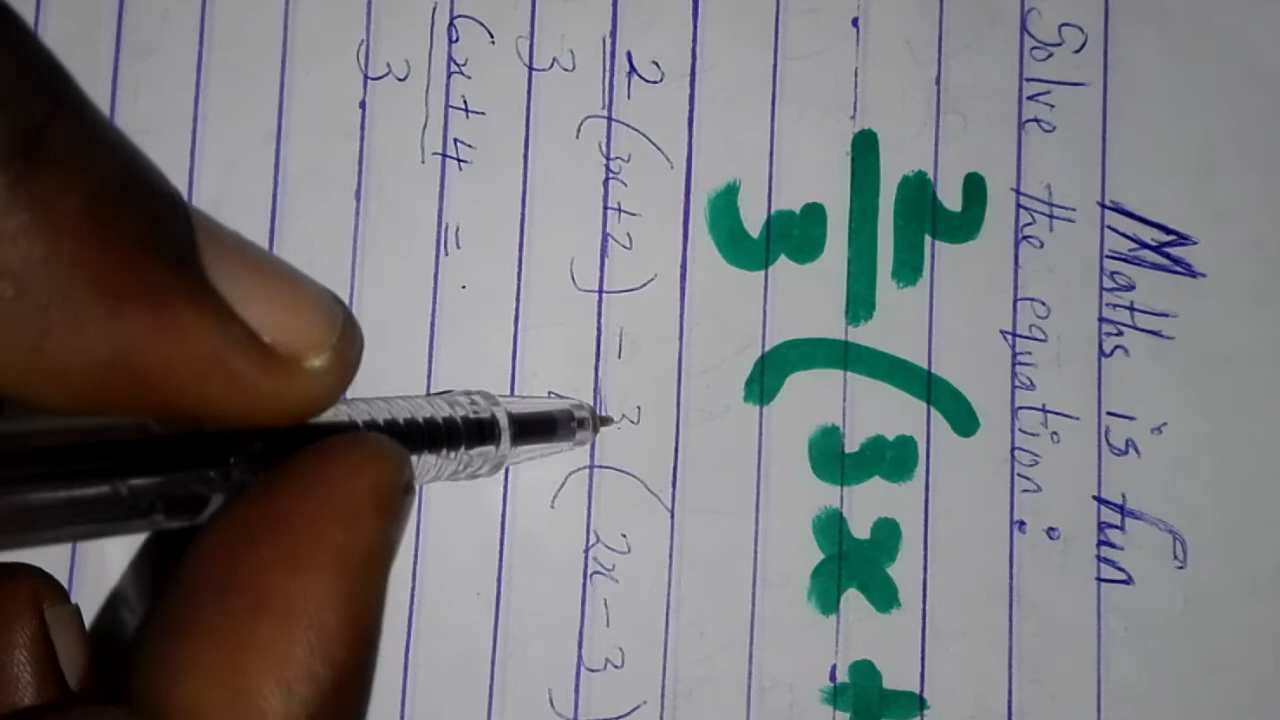 Maths is fun
Solve the equation:
2
3 (3x+
2
3 (3x+2) - 3 (2x-3)
6x+4 = 
3